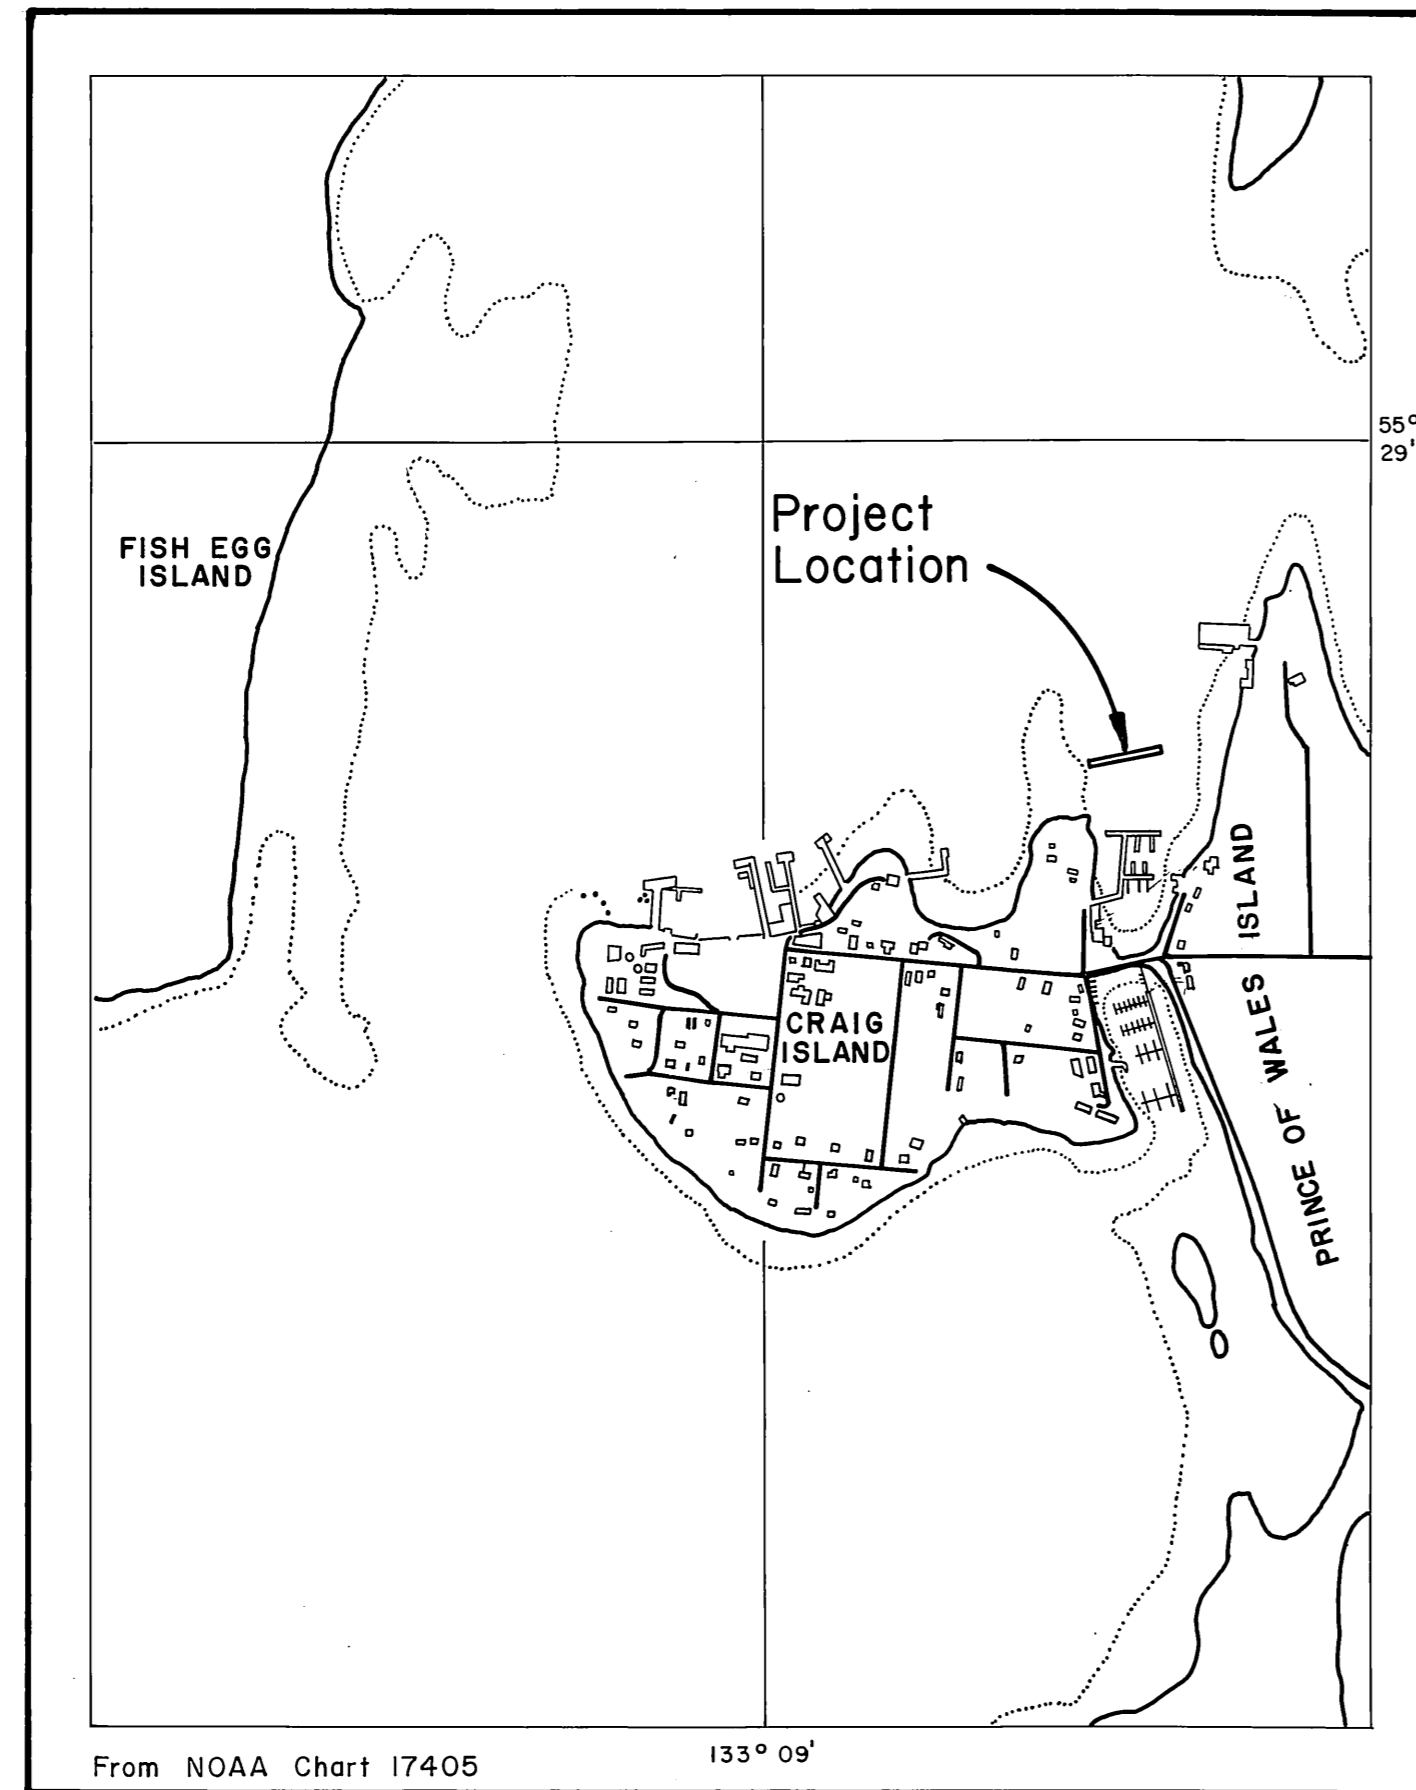 55°
29'
Project
Location
FISH EGG
ISLAND
CRAIG
ISLAND
PRINCE OF WALES ISLAND
From NOAA Chart 17405
133° 09'